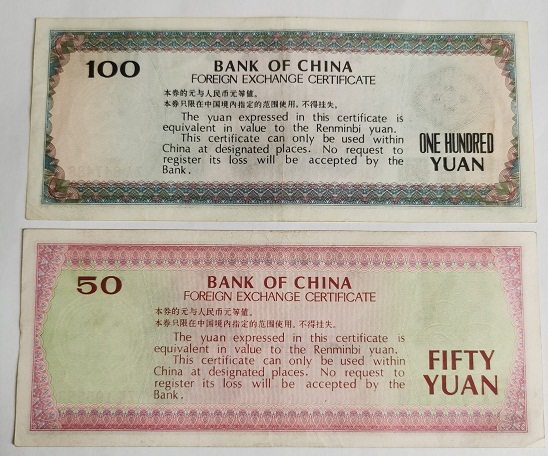 100
BANK OF CHINA
FOREIGN EXCHANGE CERTIFICATE
本券的元与人民币元等值。
本券只限在中国境内指定的范围使用，不得挂失。
The yuan expressed in this certificate is
equivalent in value to the Renminbi yuan.
This certificate can only be used within
China at designated places. No request to
register its loss will be accepted by the
Bank.
ONE HUNDRED
YUAN
50
BANK OF CHINA
FOREIGN EXCHANGE CERTIFICATE
本券的元与人民币元等值。
本券只限在中国境内指定的范围使用，不得挂失。
The yuan expressed in this certificate is
equivalent in value to the Renminbi yuan.
This certificate can only be used within
China at designated places. No request to
register its loss will be accepted by the
Bank.
FIFTY
YUAN